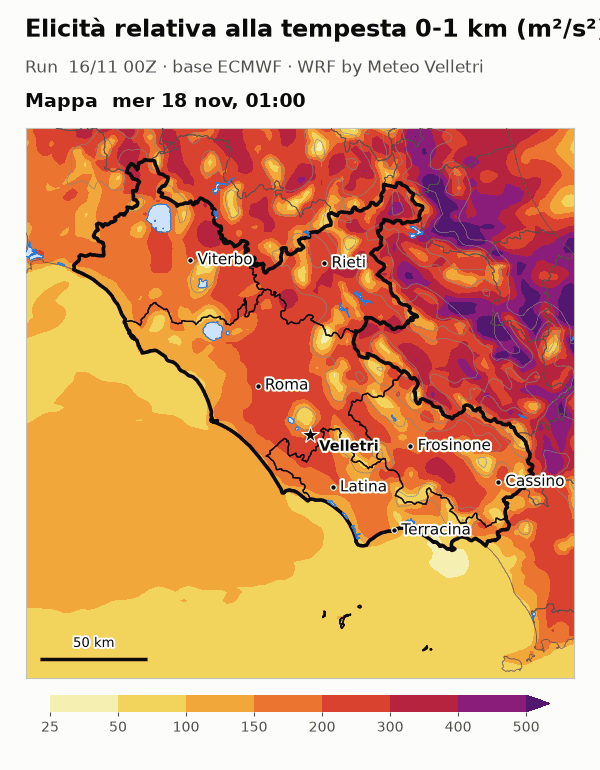 Elicità relativa alla tempesta 0-1 km (m²/s²)
Run  16/11 00Z · base ECMWF · WRF by Meteo Velletri
Mappa  mer 18 nov, 01:00
Viterbo
Rieti
Roma
Velletri
Frosinone
Cassino
Latina
Terracina
50 km
25 50 100 150 200 300 400 500